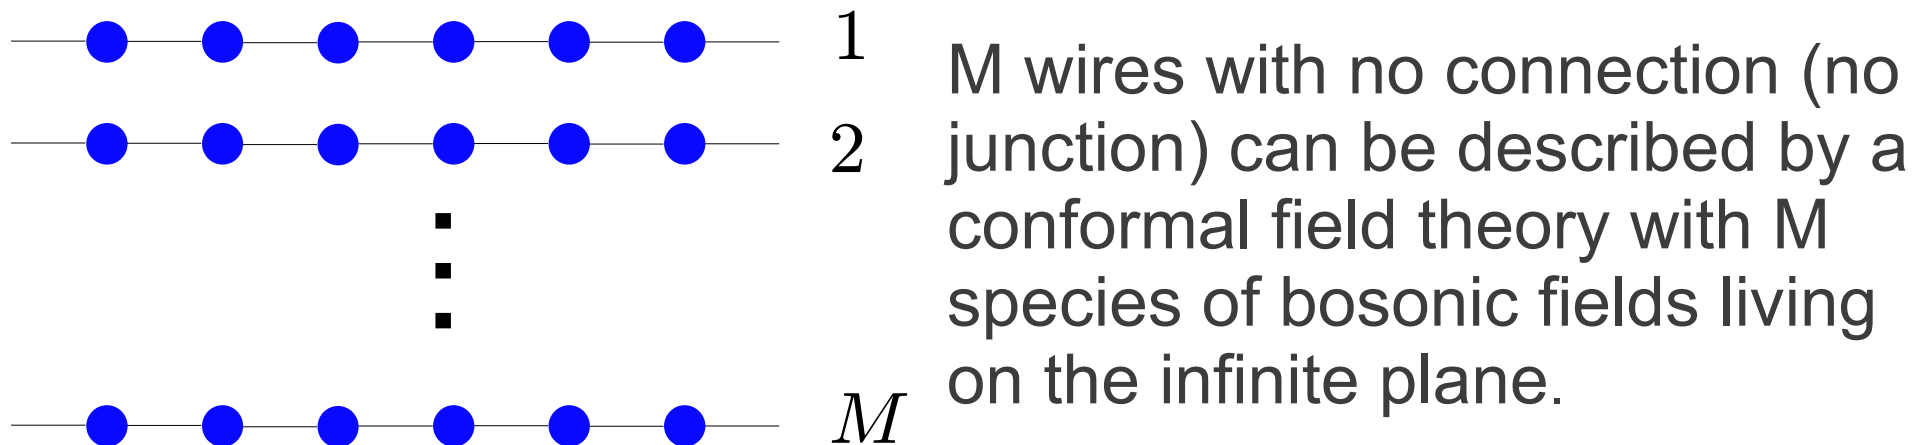 1
2
M
M wires with no connection (no
junction) can be described by a
conformal field theory with M
species of bosonic fields living
on the infinite plane.